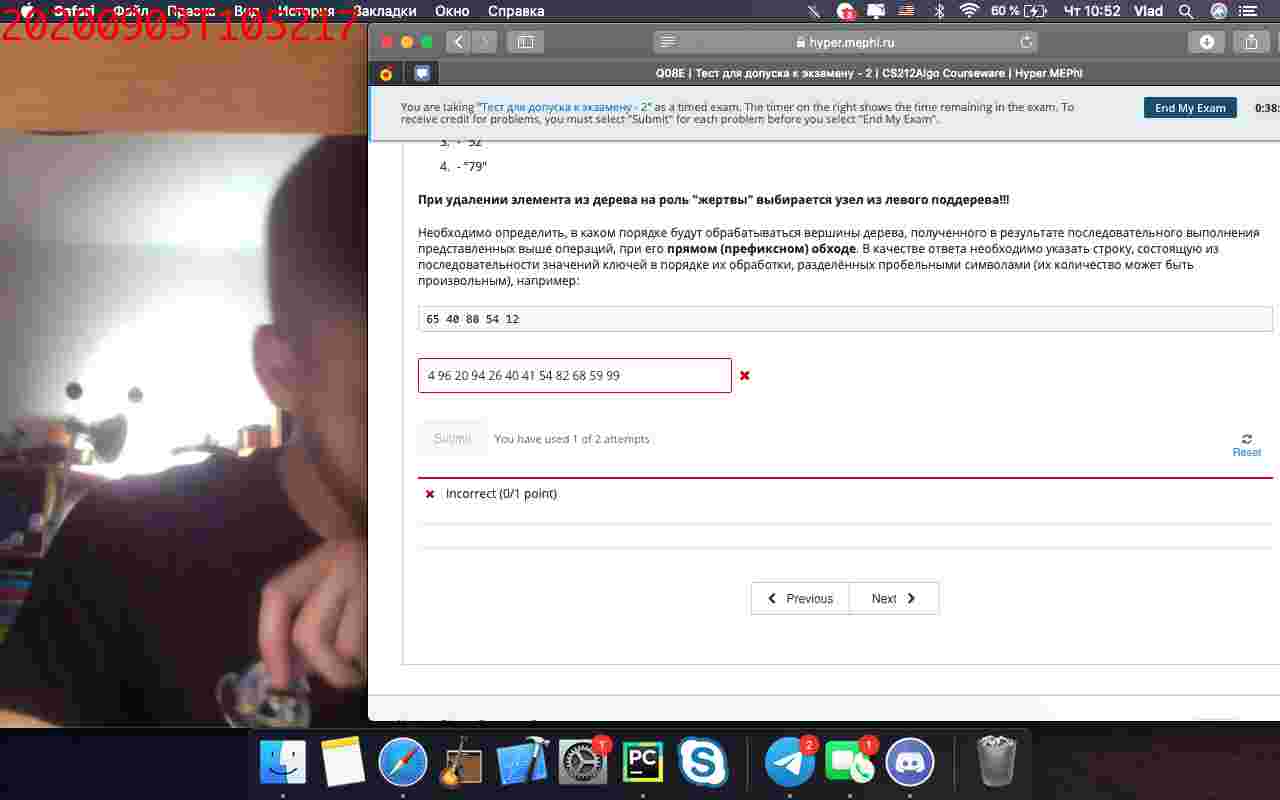 Safari Файл Правка Вид История Закладки Окно Справка 60 % Чт 10:52 Vlad
20200903T105217
hyper.mephi.ru
Q08E | Тест для допуска к экзамену - 2 | CS212Algo Courseware | Hyper.MEPhI
You are taking "Тест для допуска к экзамену - 2" as a timed exam. The timer on the right shows the time remaining in the exam. To
receive credit for problems, you must select "Submit" for each problem before you select "End My Exam".
End My Exam
0:38
3. - "52"
4. - "79"
При удалении элемента из дерева на роль "жертвы" выбирается узел из левого поддерева!!!
Необходимо определить, в каком порядке будут обрабатываться вершины дерева, полученного в результате последовательного выполнения
представленных выше операций, при его прямом (префиксном) обходе. В качестве ответа необходимо указать строку, состоящую из
последовательности значений ключей в порядке их обработки, разделённых пробельными символами (их количество может быть
произвольным), например:
65 40 80 54 12
4 96 20 94 26 40 41 54 82 68 59 99
Submit
You have used 1 of 2 attempts
Reset
Incorrect (0/1 point)
Previous
Next
PC
2
1